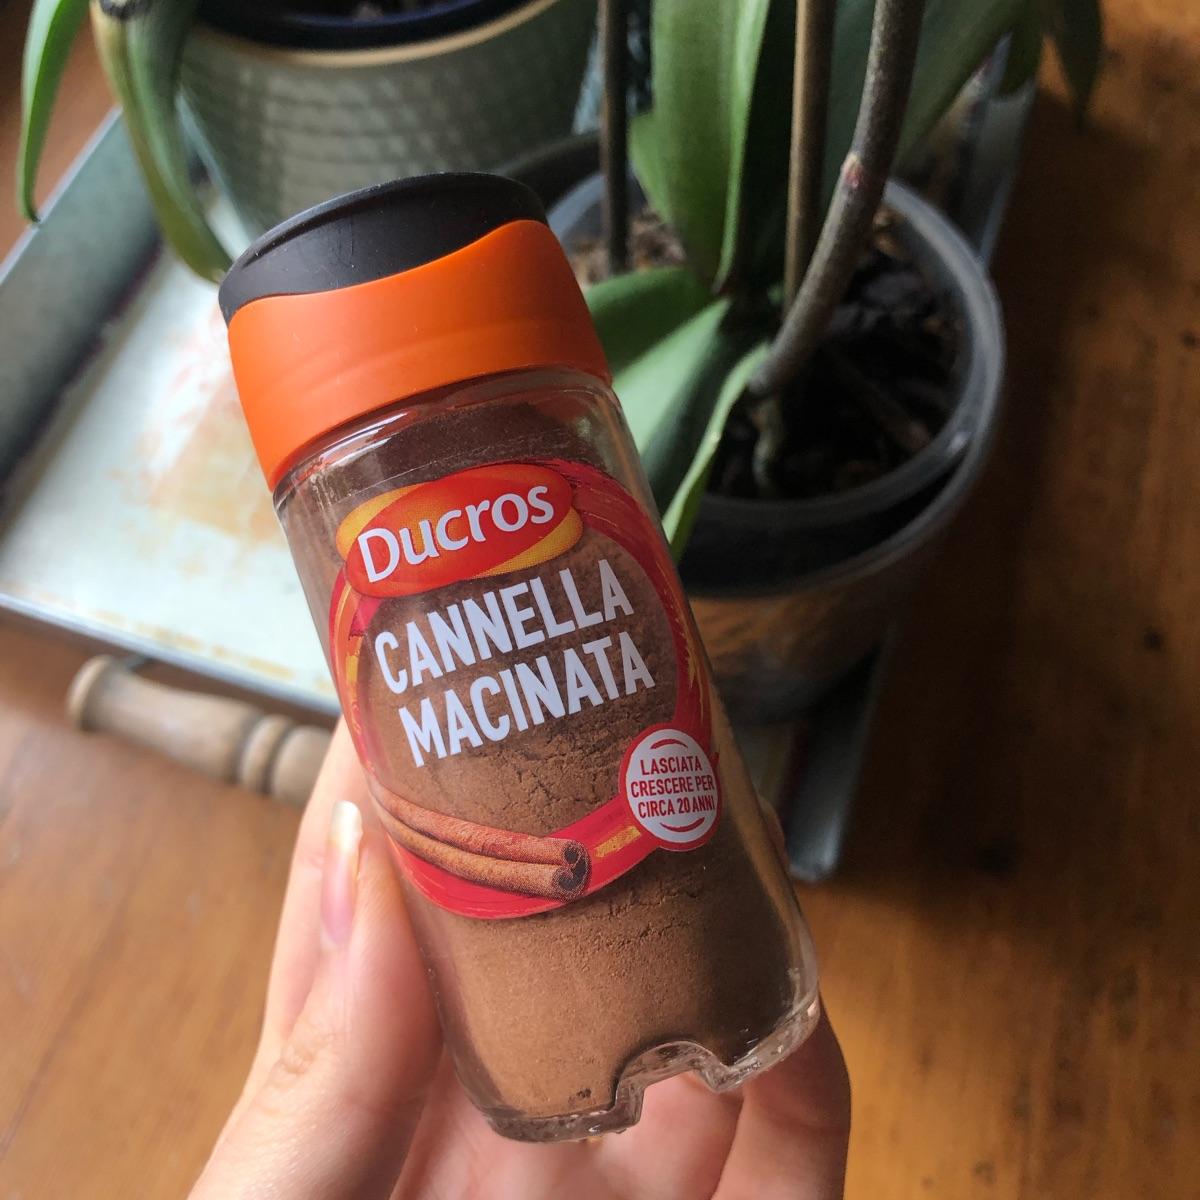 Ducros
CANNELLA
MACINATA
LASCIATA
CRESCERE PER
CIRCA 20 ANNI